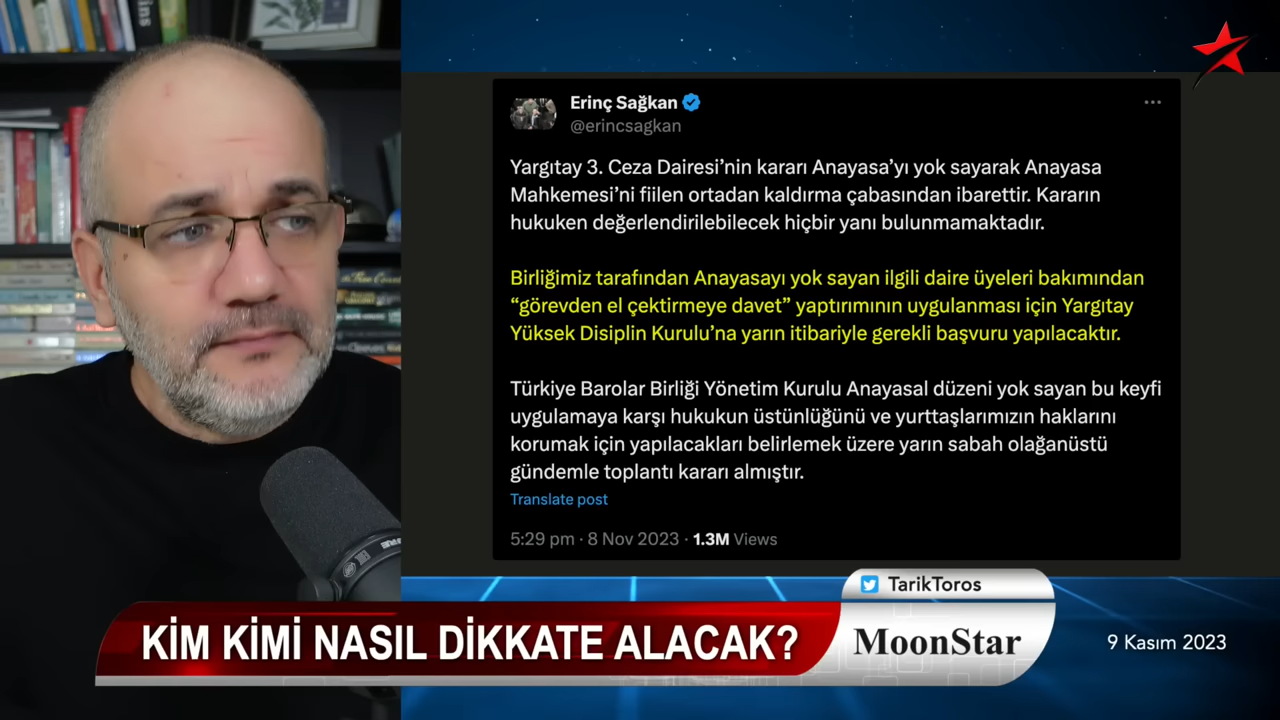 Erinç Sağkan
@erincsagkan
Yargıtay 3. Ceza Dairesi’nin kararı Anayasa’yı yok sayarak Anayasa
Mahkemesi’ni fiilen ortadan kaldırma çabasından ibarettir. Kararın
hukuken değerlendirilebilecek hiçbir yanı bulunmamaktadır.
Birliğimiz tarafından Anayasayı yok sayan ilgili daire üyeleri bakımından
“görevden el çektirmeye davet” yaptırımının uygulanması için Yargıtay
Yüksek Disiplin Kurulu’na yarın itibariyle gerekli başvuru yapılacaktır.
Türkiye Barolar Birliği Yönetim Kurulu Anayasal düzeni yok sayan bu keyfi
uygulamaya karşı hukukun üstünlüğünü ve yurttaşlarımızın haklarını
korumak için yapılacakları belirlemek üzere yarın sabah olağanüstü
gündemle toplantı kararı almıştır.
Translate post
5:29 pm · 8 Nov 2023 · 1.3M Views
TarikToros
KİM KİMİ NASIL DİKKATE ALACAK?
MoonStar
9 Kasım 2023